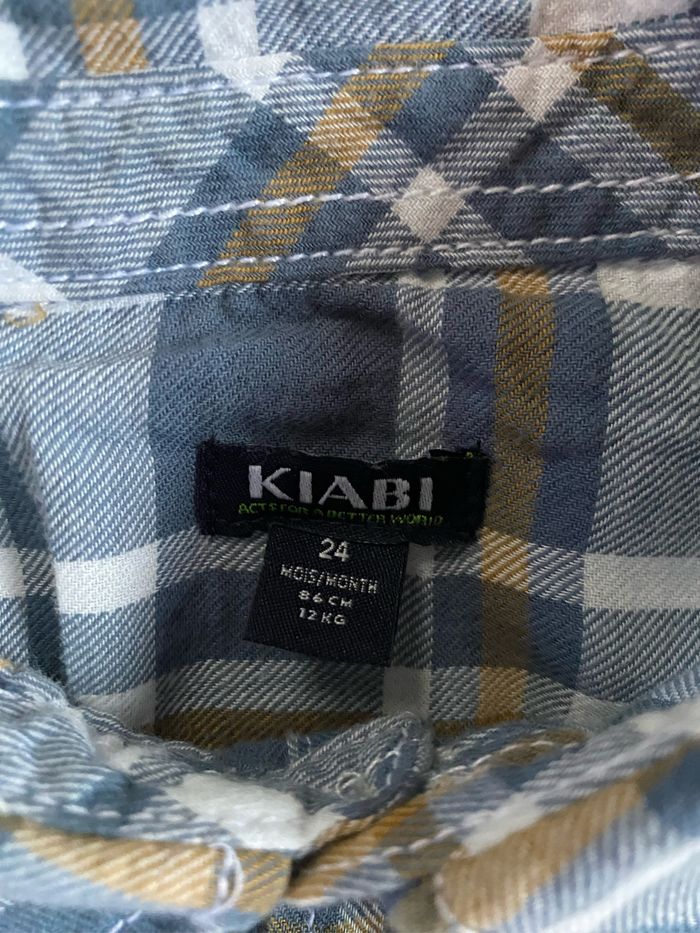 KIABI
ACTS FOR A BETTER WORLD
24
MOIS/MONTH
86 CM
12 KG